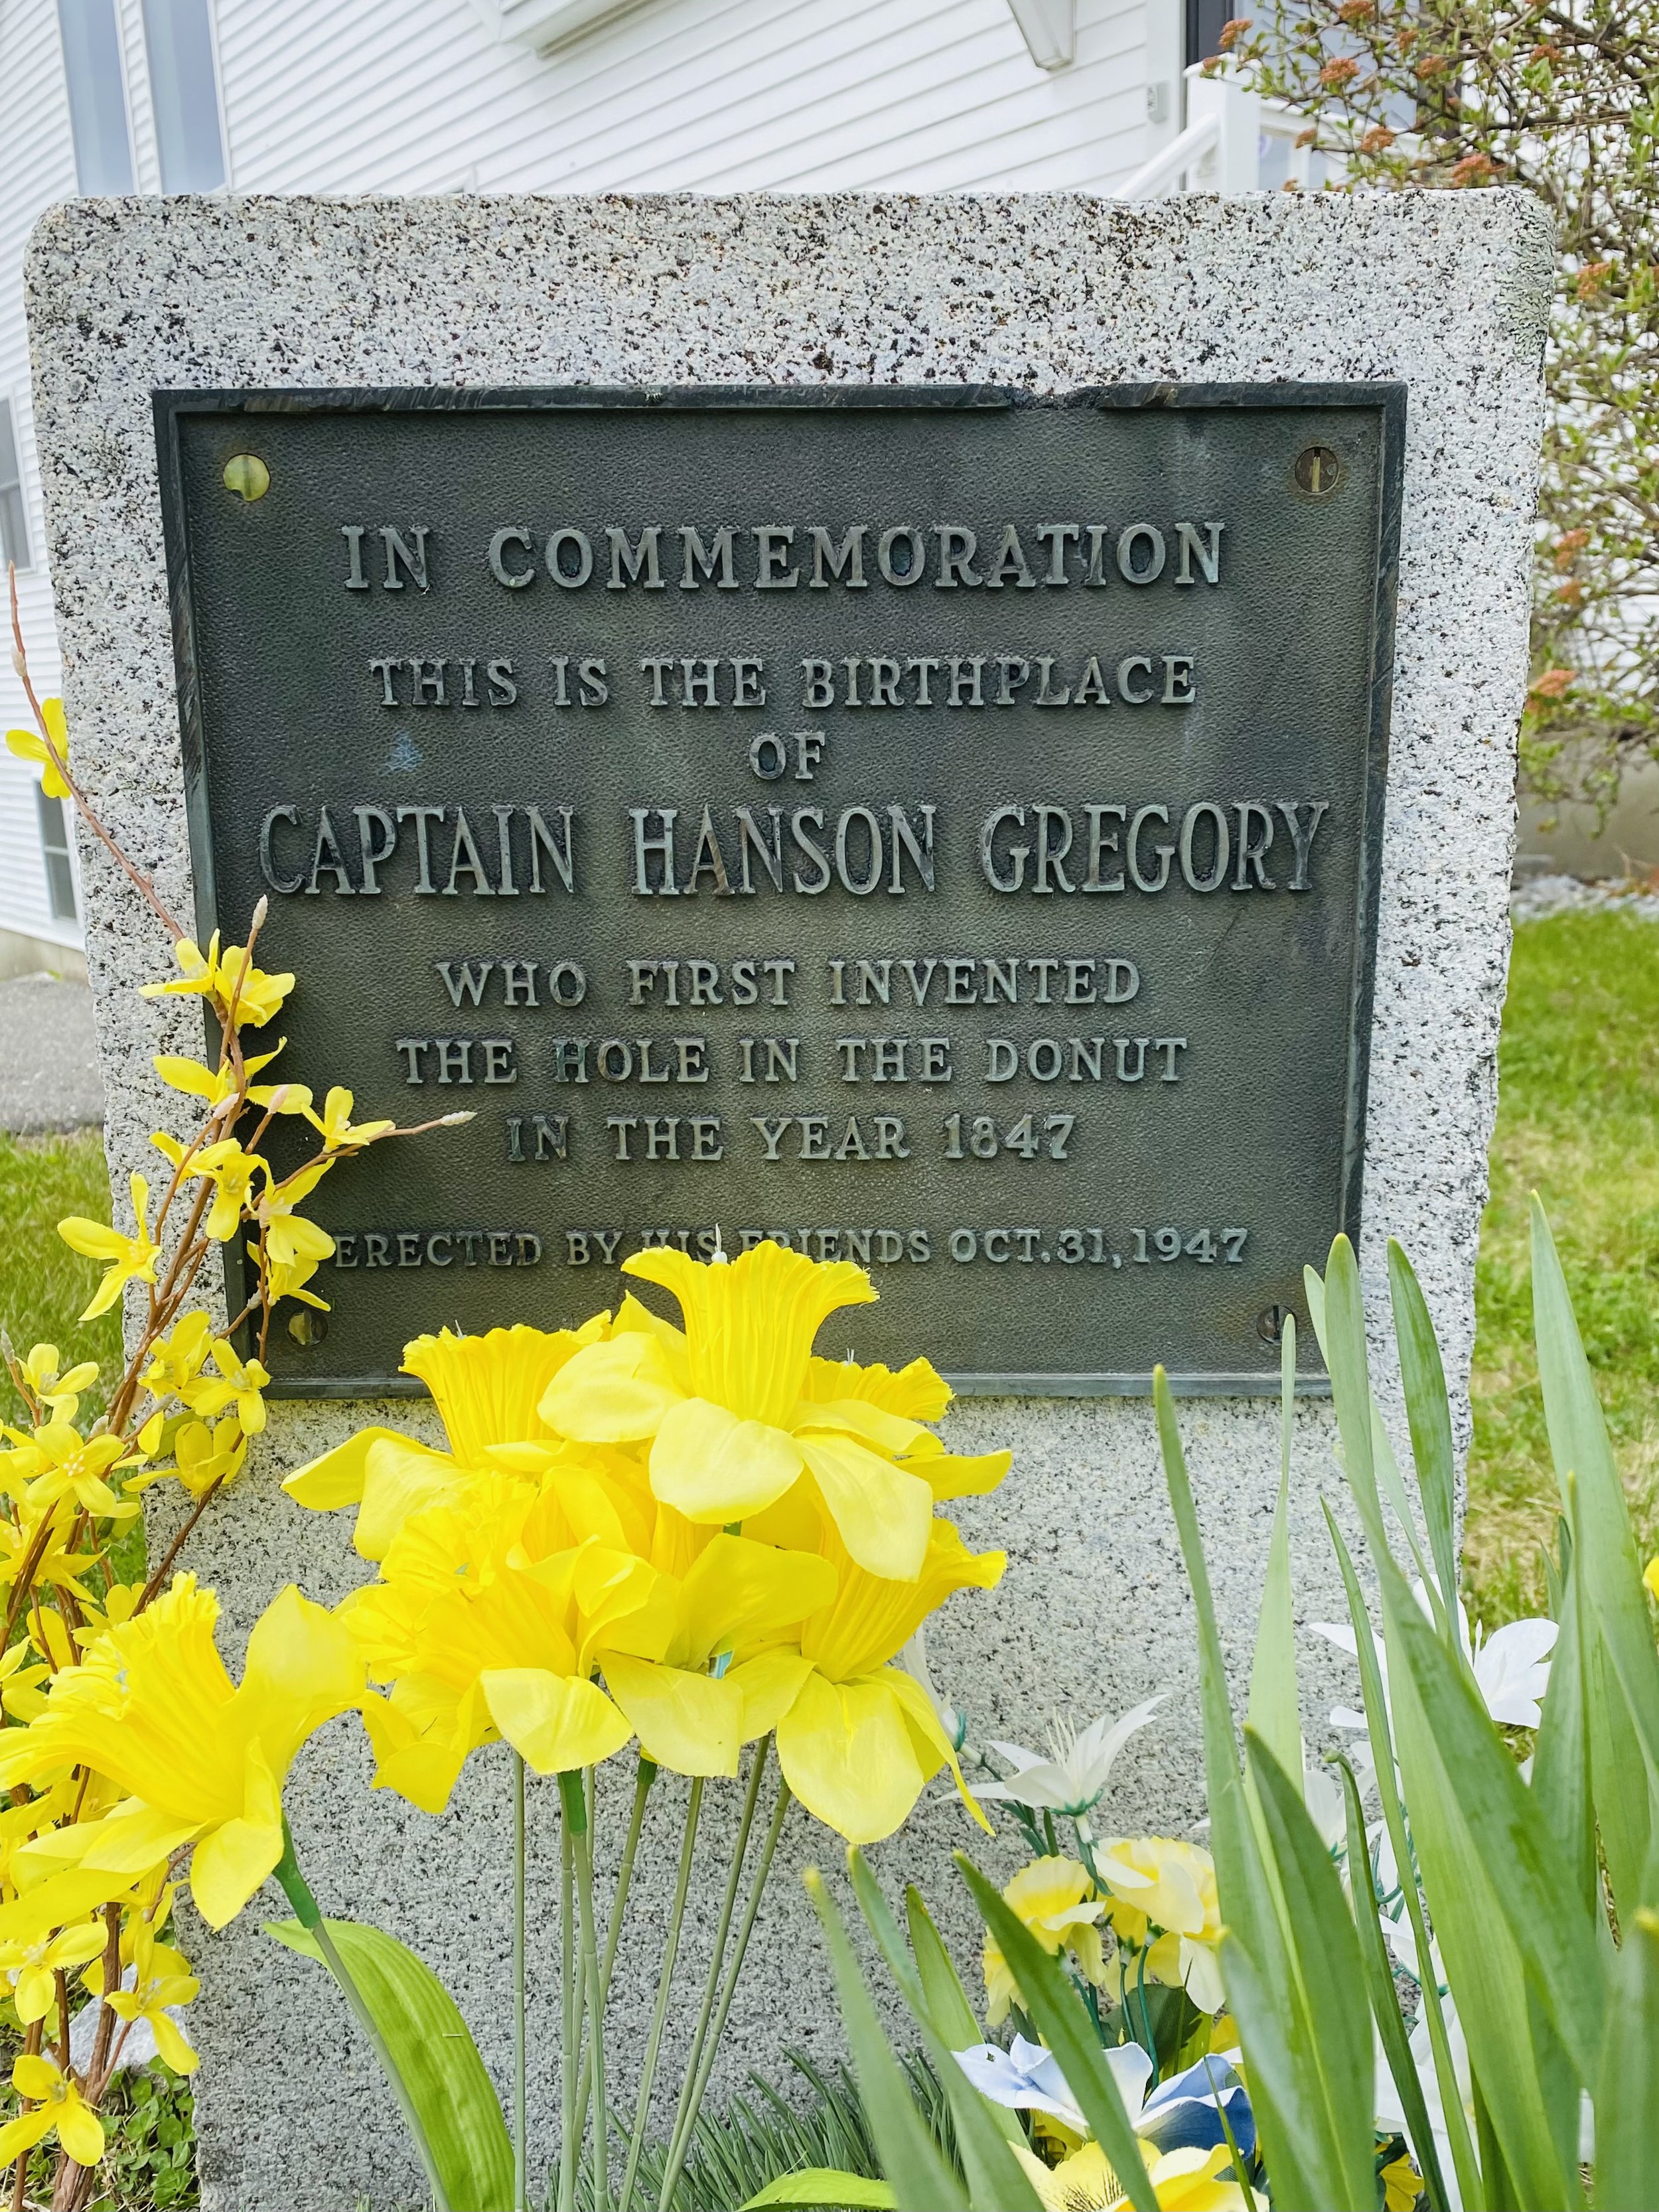 IN COMMEMORATION
THIS IS THE BIRTHPLACE
OF
CAPTAIN HANSON GREGORY
WHO FIRST INVENTED
THE HOLE IN THE DONUT
IN THE YEAR 1847
ERECTED BY HIS FRIENDS OCT. 31, 1947